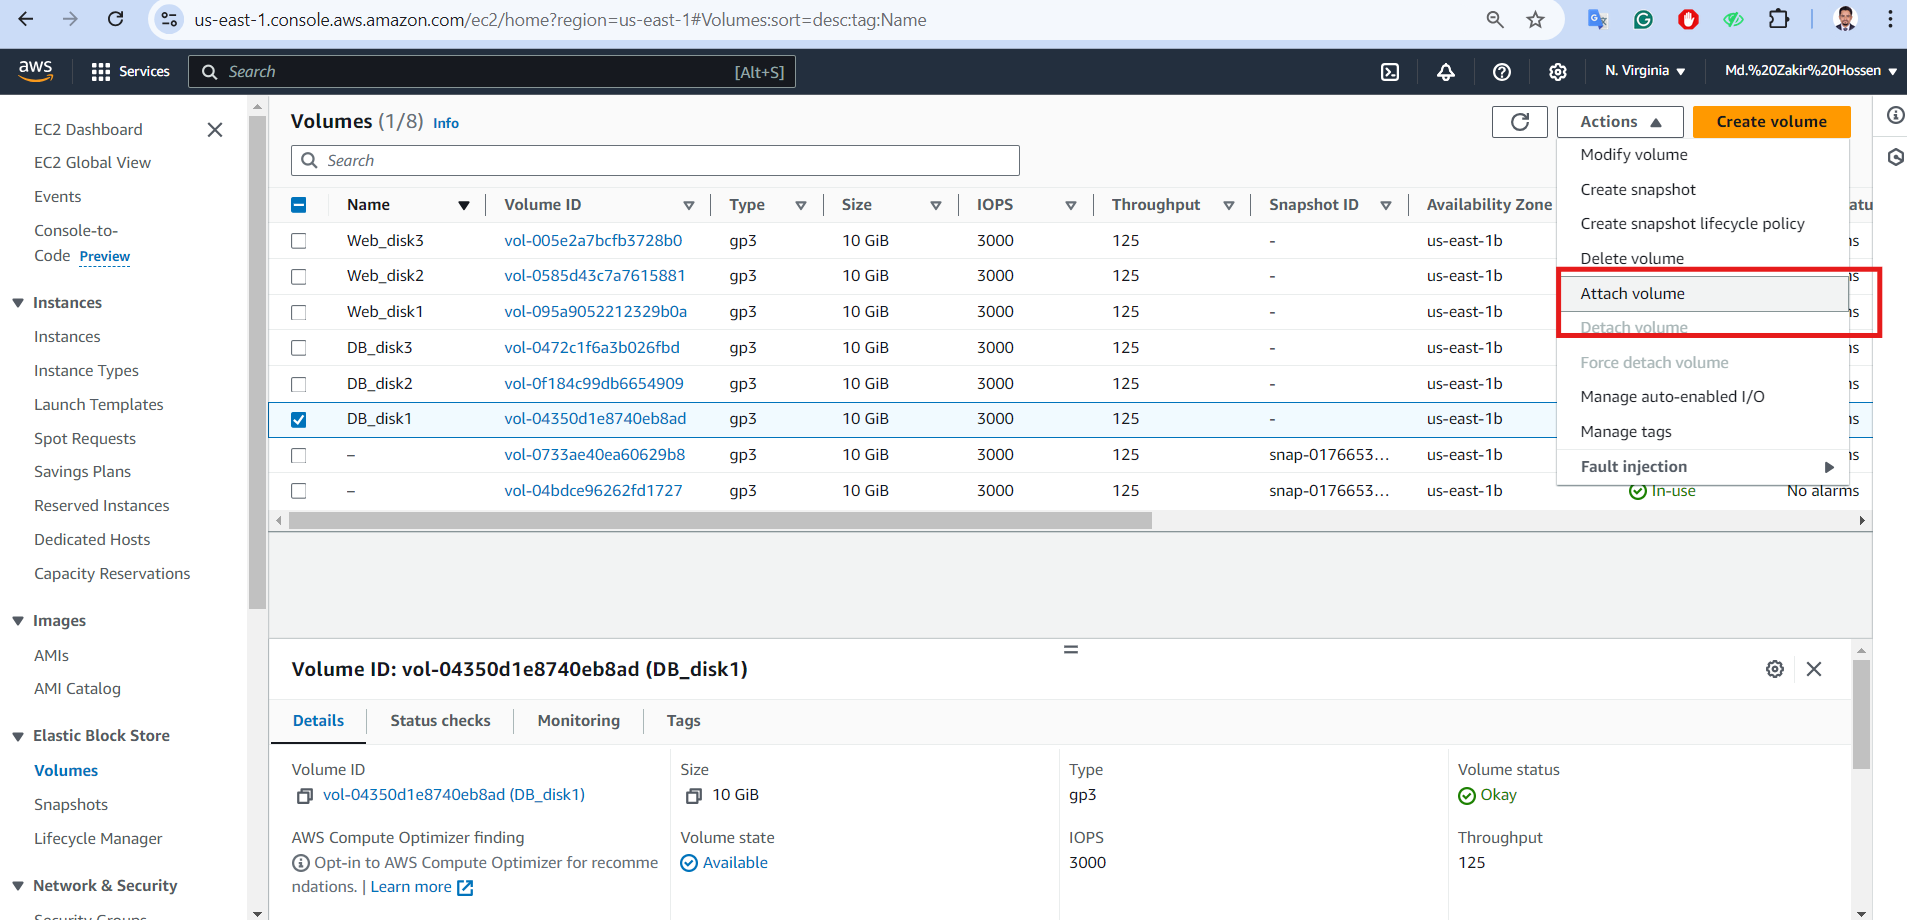 us-east-1.console.aws.amazon.com/ec2/home?region=us-east-1#Volumes:sort=desc:tag:Name
aws Services Search [Alt+S] N. Virginia Md.%20Zakir%20Hossen
EC2 Dashboard
EC2 Global View
Events
Console-to-
Code Preview
Instances
Instances
Instance Types
Launch Templates
Spot Requests
Savings Plans
Reserved Instances
Dedicated Hosts
Capacity Reservations
Images
AMIs
AMI Catalog
Elastic Block Store
Volumes
Snapshots
Lifecycle Manager
Network & Security
Security Groups
Volumes (1/8) Info
Actions Create volume
Search
Name Volume ID Type Size IOPS Throughput Snapshot ID Availability Zone
Web_disk3 vol-005e2a7bcfb3728b0 gp3 10 GiB 3000 125 - us-east-1b
Web_disk2 vol-0585d43c7a7615881 gp3 10 GiB 3000 125 - us-east-1b
Web_disk1 vol-095a9052212329b0a gp3 10 GiB 3000 125 - us-east-1b
DB_disk3 vol-0472c1f6a3b026fbd gp3 10 GiB 3000 125 - us-east-1b
DB_disk2 vol-0f184c99db6654909 gp3 10 GiB 3000 125 - us-east-1b
DB_disk1 vol-04350d1e8740eb8ad gp3 10 GiB 3000 125 - us-east-1b
– vol-0733ae40ea60629b8 gp3 10 GiB 3000 125 snap-0176653... us-east-1b
– vol-04bdce96262fd1727 gp3 10 GiB 3000 125 snap-0176653... us-east-1b In-use No alarms
Modify volume
Create snapshot
Create snapshot lifecycle policy
Delete volume
Attach volume
Detach volume
Force detach volume
Manage auto-enabled I/O
Manage tags
Fault injection
Volume ID: vol-04350d1e8740eb8ad (DB_disk1)
Details Status checks Monitoring Tags
Volume ID
vol-04350d1e8740eb8ad (DB_disk1)
Size
10 GiB
Type
gp3
Volume status
Okay
AWS Compute Optimizer finding
Opt-in to AWS Compute Optimizer for recomme
ndations. | Learn more
Volume state
Available
IOPS
3000
Throughput
125